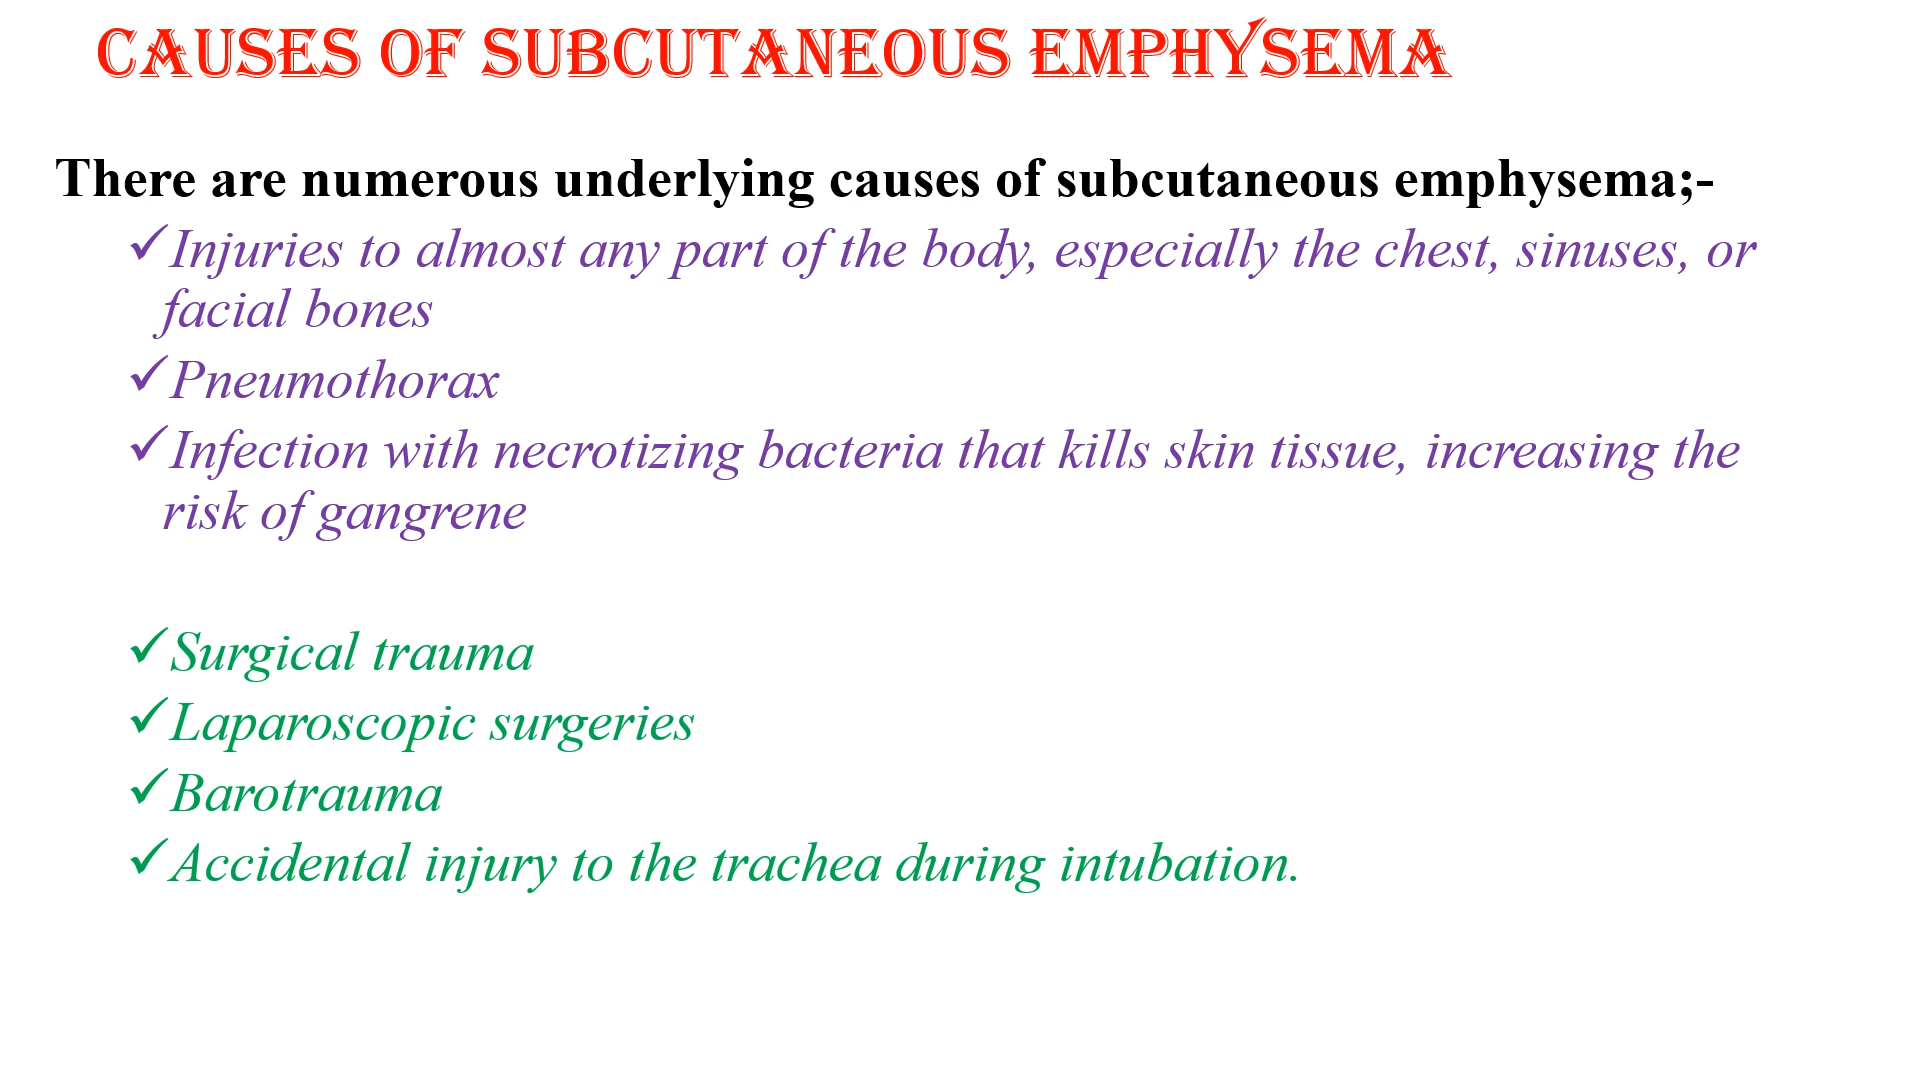 CAUSES OF SUBCUTANEOUS EMPHYSEMA
There are numerous underlying causes of subcutaneous emphysema;-
✓Injuries to almost any part of the body, especially the chest, sinuses, or
facial bones
✓Pneumothorax
✓Infection with necrotizing bacteria that kills skin tissue, increasing the
risk of gangrene
✓Surgical trauma
✓Laparoscopic surgeries
✓Barotrauma
✓Accidental injury to the trachea during intubation.